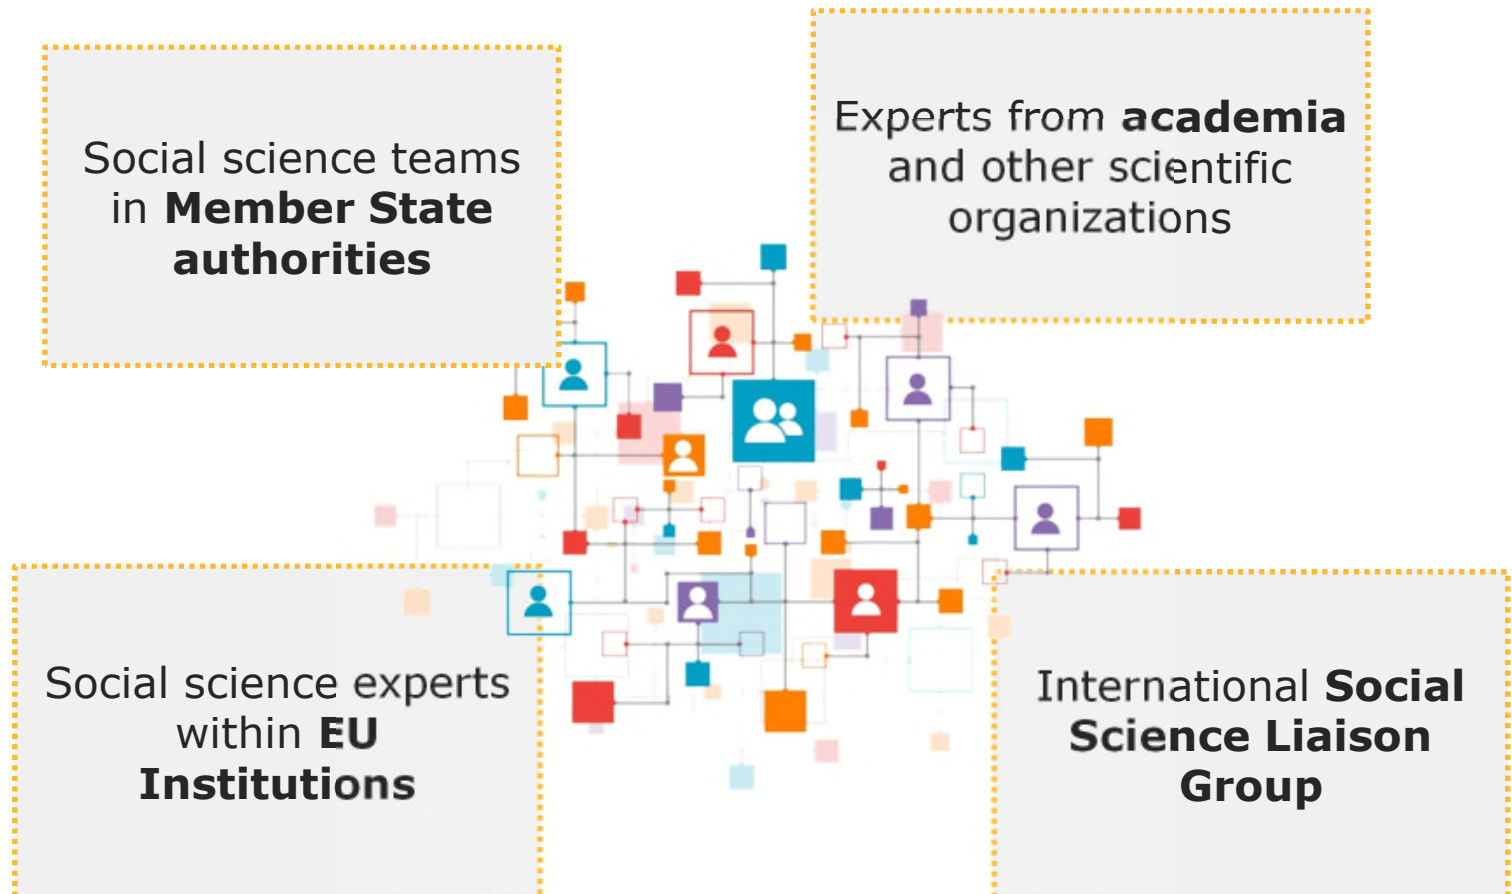 Social science teams
in Member State
authorities
Experts from academia
and other scientific
organizations
Social science experts
within EU
Institutions
International Social
Science Liaison
Group